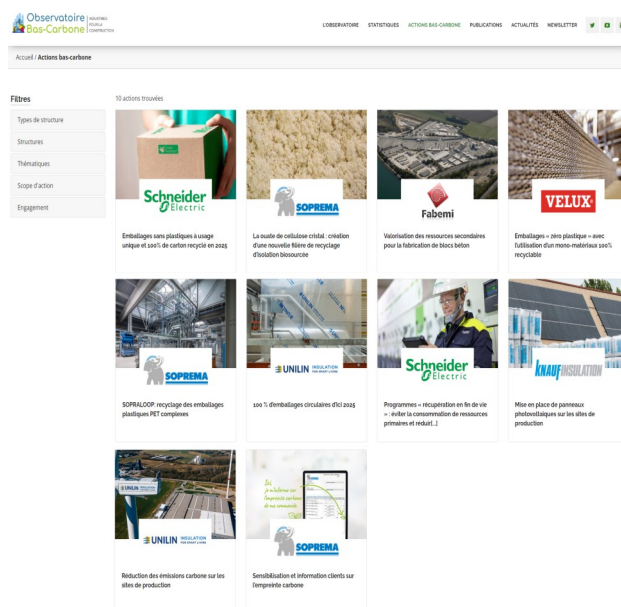 Observatoire
Bas-Carbone
INDUSTRIES
POUR LA
CONSTRUCTION
L'OBSERVATOIRE STATISTIQUES ACTIONS BAS-CARBONE PUBLICATIONS ACTUALITÉS NEWSLETTER
Accueil / Actions bas-carbone
Filtres
10 actions trouvées
Types de structure
Structures
Thématiques
Scope d'action
Engagement
Schneider
Electric
SOPREMA
Fabemi
VELUX
Emballages sans plastiques à usage
unique et 100% de carton recyclé en 2025
La ouate de cellulose cristal : création
d'une nouvelle filière de recyclage
d'isolation biosourcée
Valorisation des ressources secondaires
pour la fabrication de blocs béton
Emballages « zéro plastique » avec
l'utilisation d'un mono-matériaux 100%
recyclable
SOPREMA
UNILIN INSULATION
Schneider
Electric
KNAUF INSULATION
SOPRALOOP: recyclage des emballages
plastiques PET complexes
100 % d'emballages circulaires d'ici 2025
Programmes « récupération en fin de vie
» : éviter la consommation de ressources
primaires et réduir[...]
Mise en place de panneaux
photovoltaïques sur les sites de
production
UNILIN INSULATION
SOPREMA
Réduction des émissions carbone sur les
sites de production
Sensibilisation et information clients sur
l'empreinte carbone